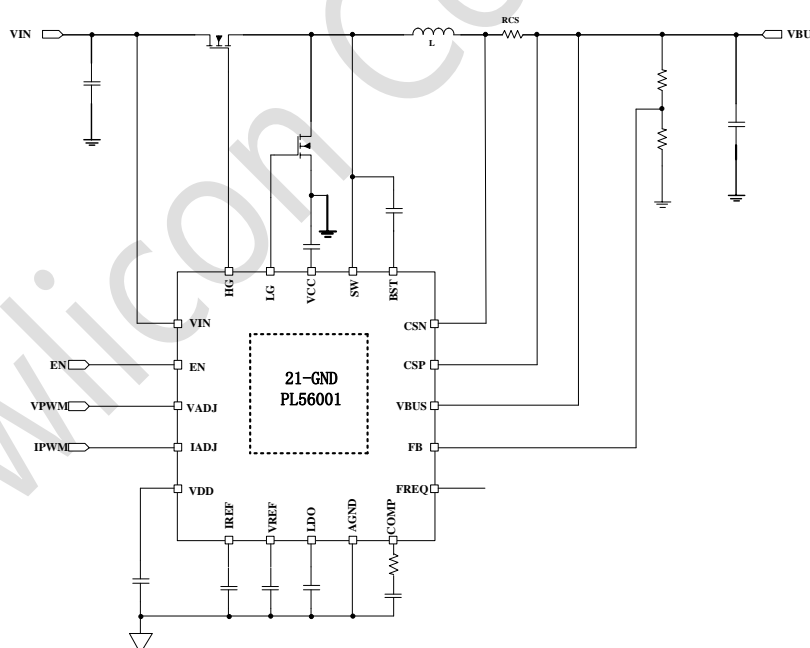 RCS
VIN
VBU
L
HG
LG
VCC
SW
BST
VIN
CSN
EN
EN
CSP
21-GND
PL56001
VPWM
VADJ
VBUS
IPWM
IADJ
FB
VDD
FREQ
IREF
VREF
LDO
AGND
COMP